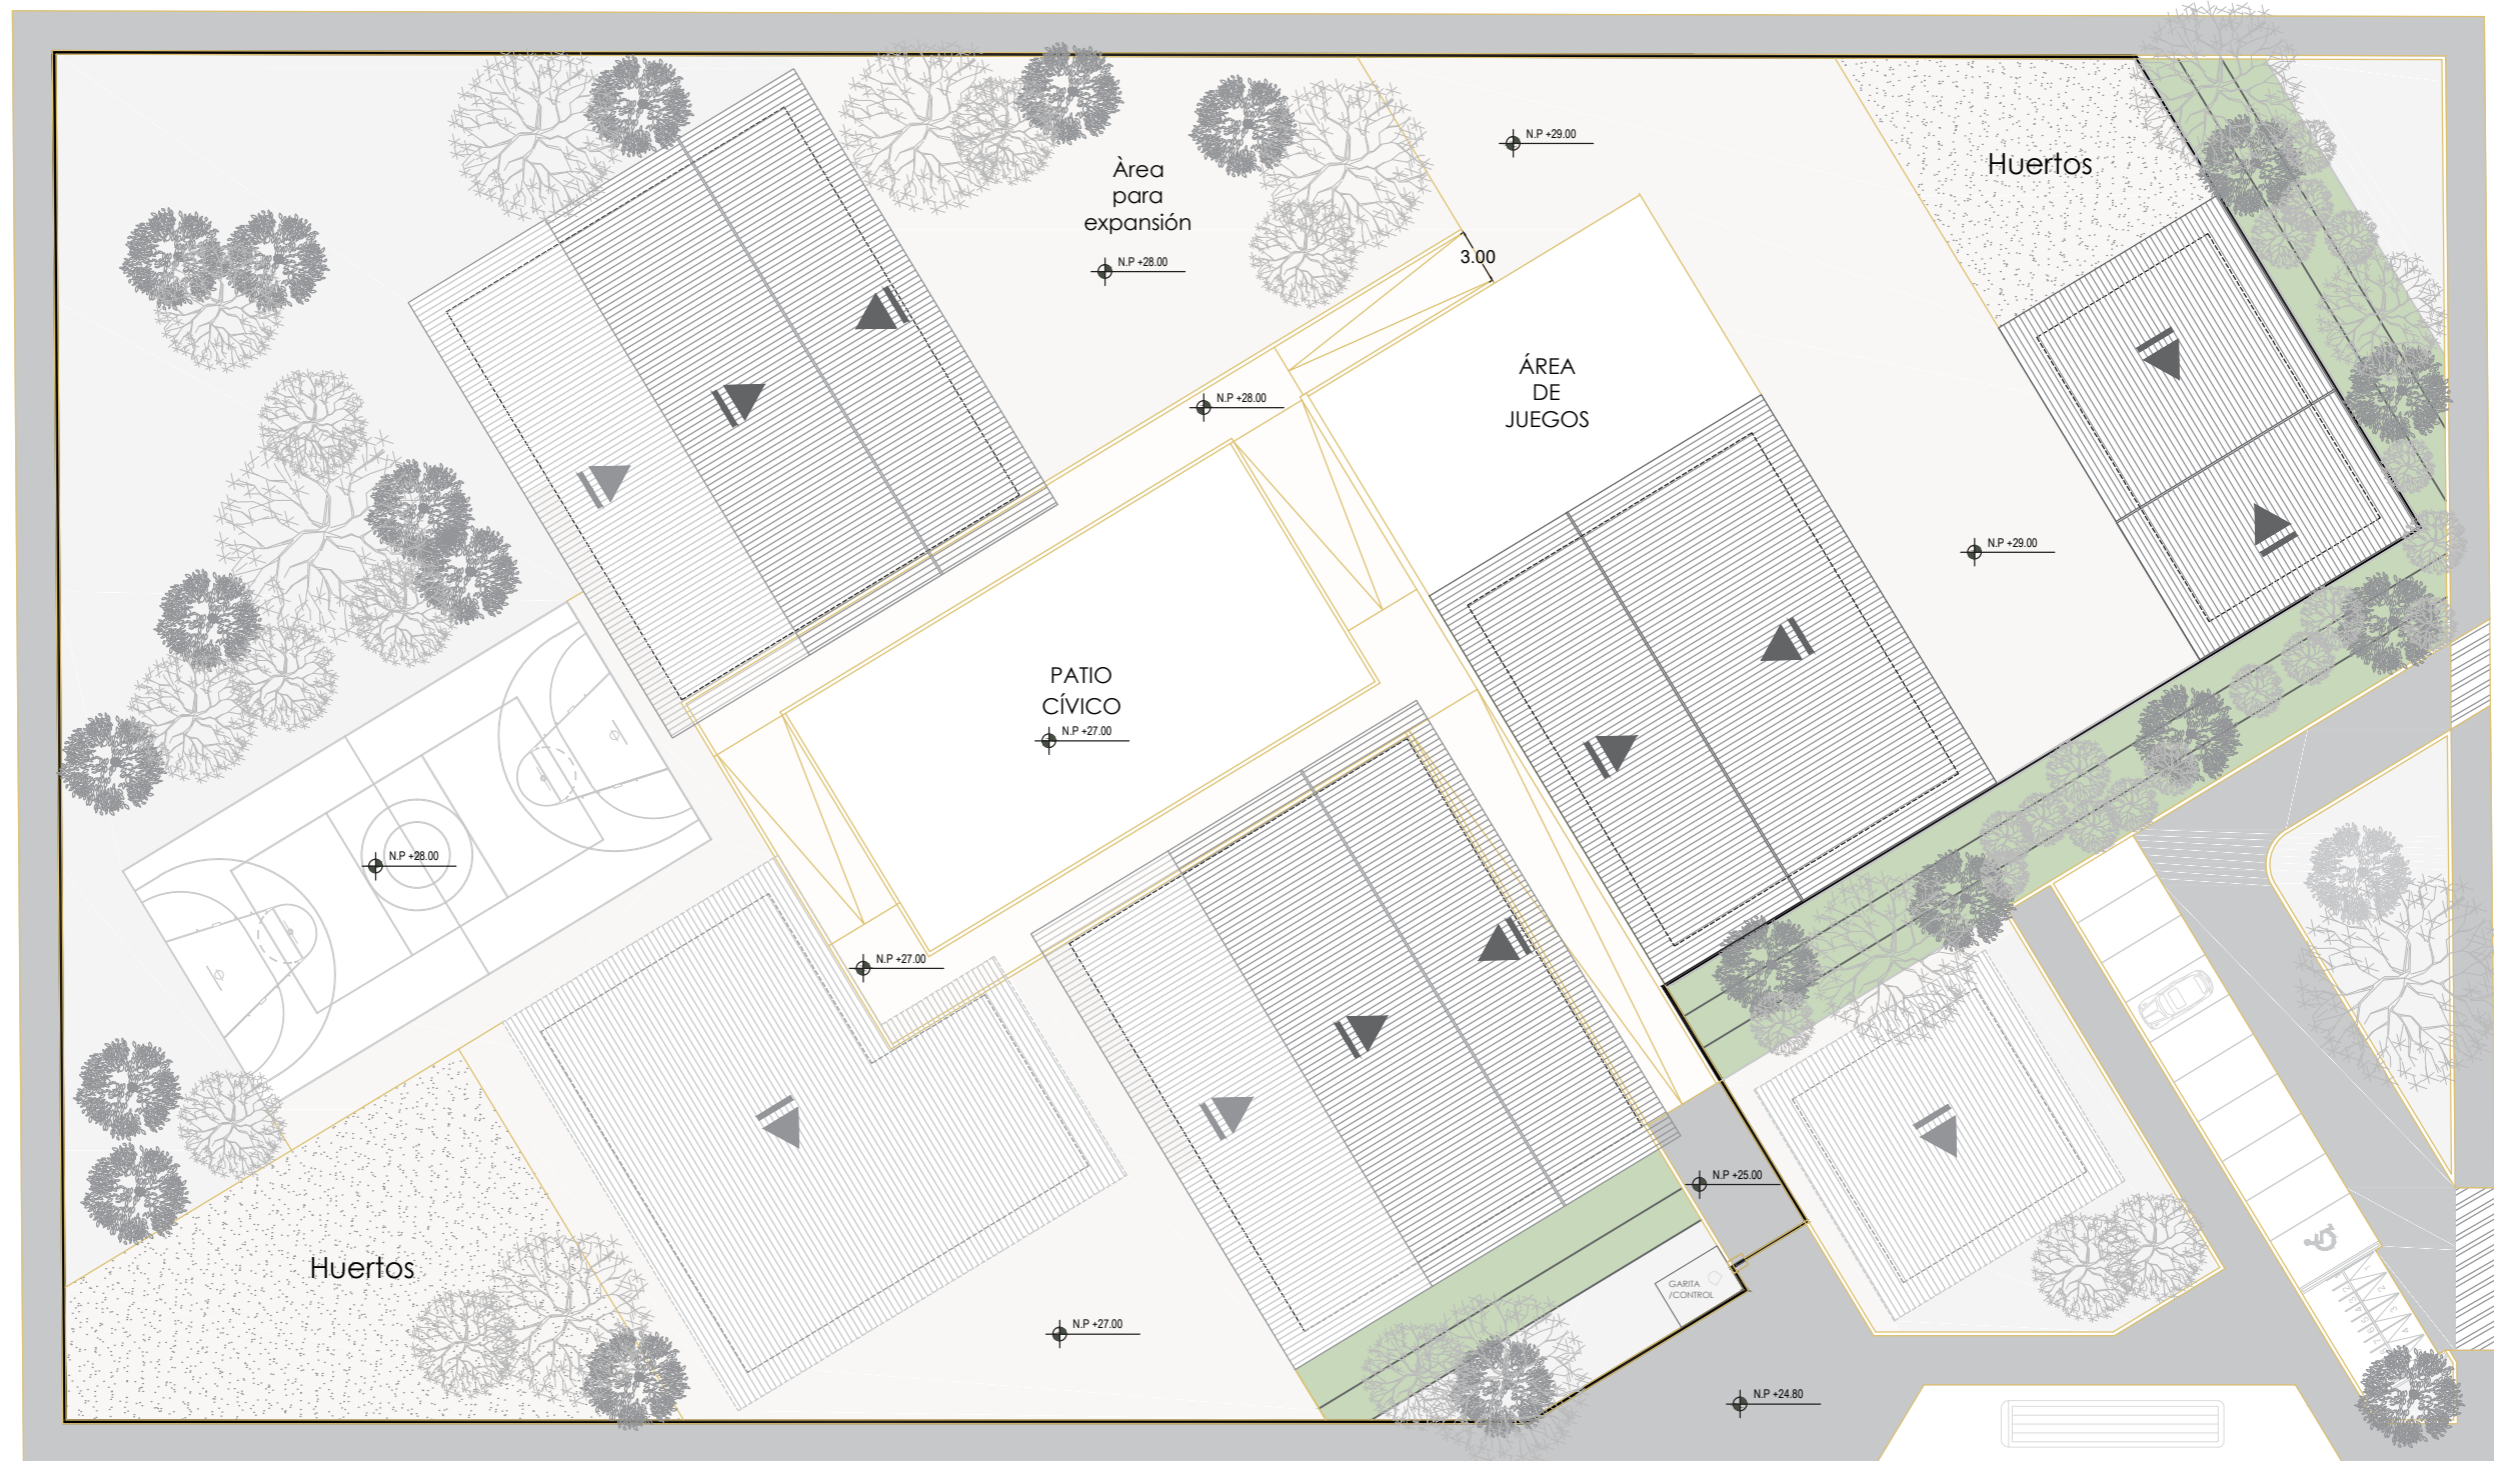 N.P +29.00
Huertos
Àrea
para
expansión
N.P +28.00
3.00
ÁREA
DE
JUEGOS
N.P +28.00
N.P +29.00
PATIO
CÍVICO
N.P +27.00
N.P +28.00
N.P +27.00
N.P +25.00
Huertos
GARITA
/CONTROL
N.P +27.00
N.P +24.80